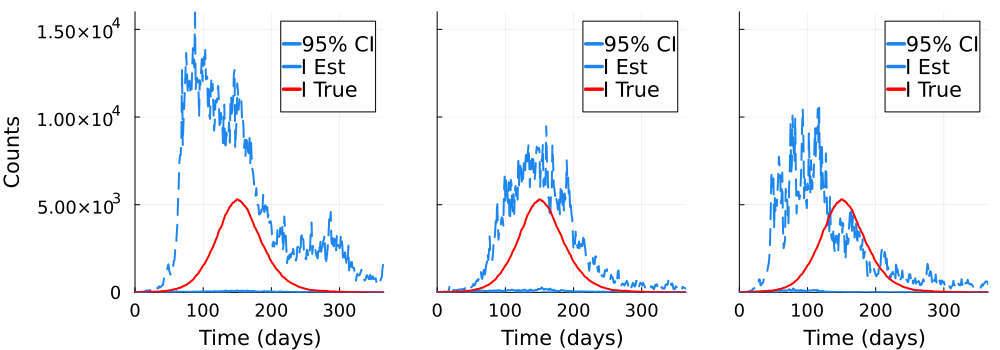 Counts
1.50×10⁴
1.00×10⁴
5.00×10³
0
0 100 200 300
Time (days)
95% CI
I Est
I True
0 100 200 300
Time (days)
95% CI
I Est
I True
0 100 200 300
Time (days)
95% CI
I Est
I True